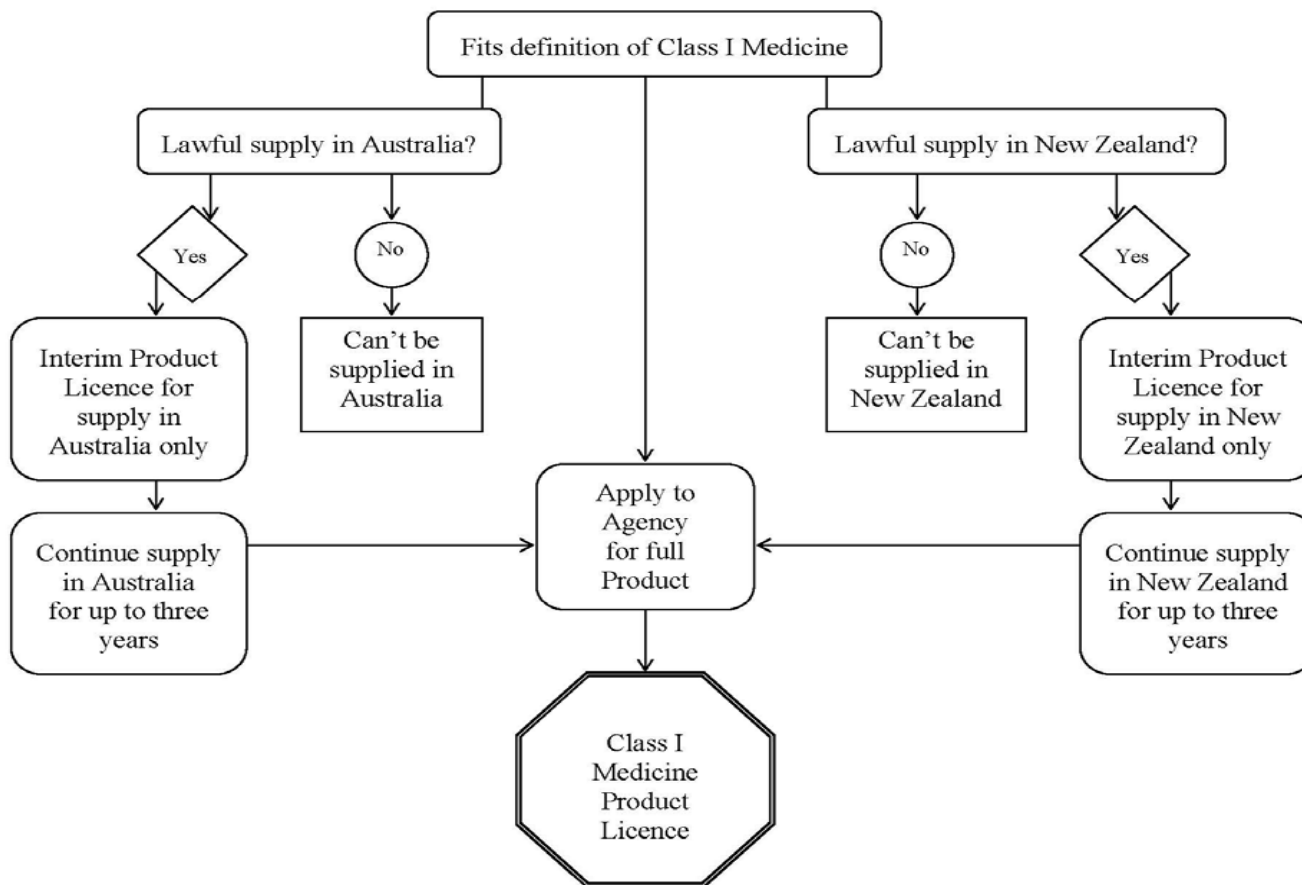 Fits definition of Class I Medicine
Lawful supply in Australia?
Lawful supply in New Zealand?
Yes
No
No
Yes
Interim Product
Licence for
supply in
Australia only
Can't be
supplied in
Australia
Can't be
supplied in
New Zealand
Interim Product
Licence for
supply in New
Zealand only
Continue supply
in Australia
for up to three
years
Apply to
Agency
for full
Product
Continue supply
in New Zealand
for up to three
years
Class I
Medicine
Product
Licence